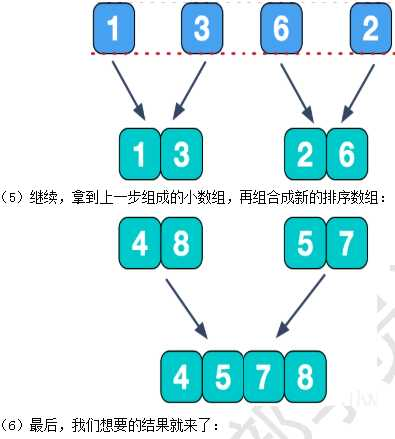 1 3 6 2
1 3 2 6
（5）继续，拿到上一步组成的小数组，再组合成新的排序数组：
4 8 5 7
4 5 7 8
（6）最后，我们想要的结果就来了：